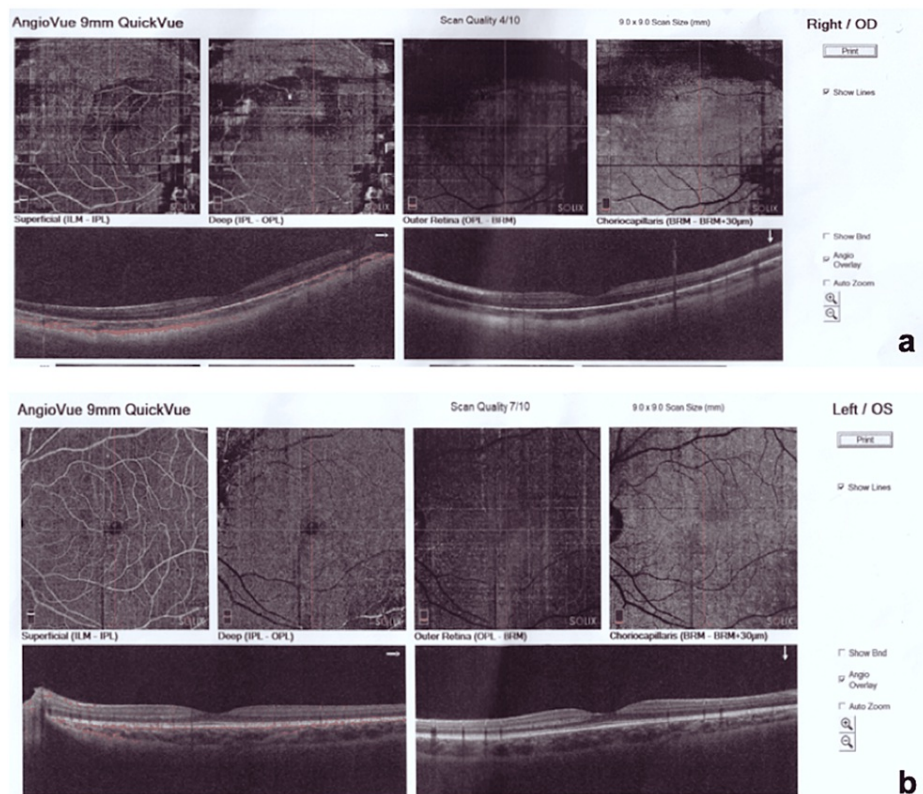 AngioVue 9mm QuickVue Scan Quality 4/10 9.0 x 9.0 Scan Size (mm) Right / OD
Print
Show Lines
SOLIX SOLIX SOLIX
Superficial (ILM - IPL) Deep (IPL - OPL) Outer Retina (OPL - BRM) Choriocapillaris (BRM - BRM+30µm)
Show Bnd
Angio
Overlay
Auto Zoom
a
AngioVue 9mm QuickVue Scan Quality 7/10 9.0 x 9.0 Scan Size (mm) Left / OS
Print
Show Lines
SOLIX SOLIX SOLIX SOLIX
Superficial (ILM - IPL) Deep (IPL - OPL) Outer Retina (OPL - BRM) Choriocapillaris (BRM - BRM+30µm)
Show Bnd
Angio
Overlay
Auto Zoom
b